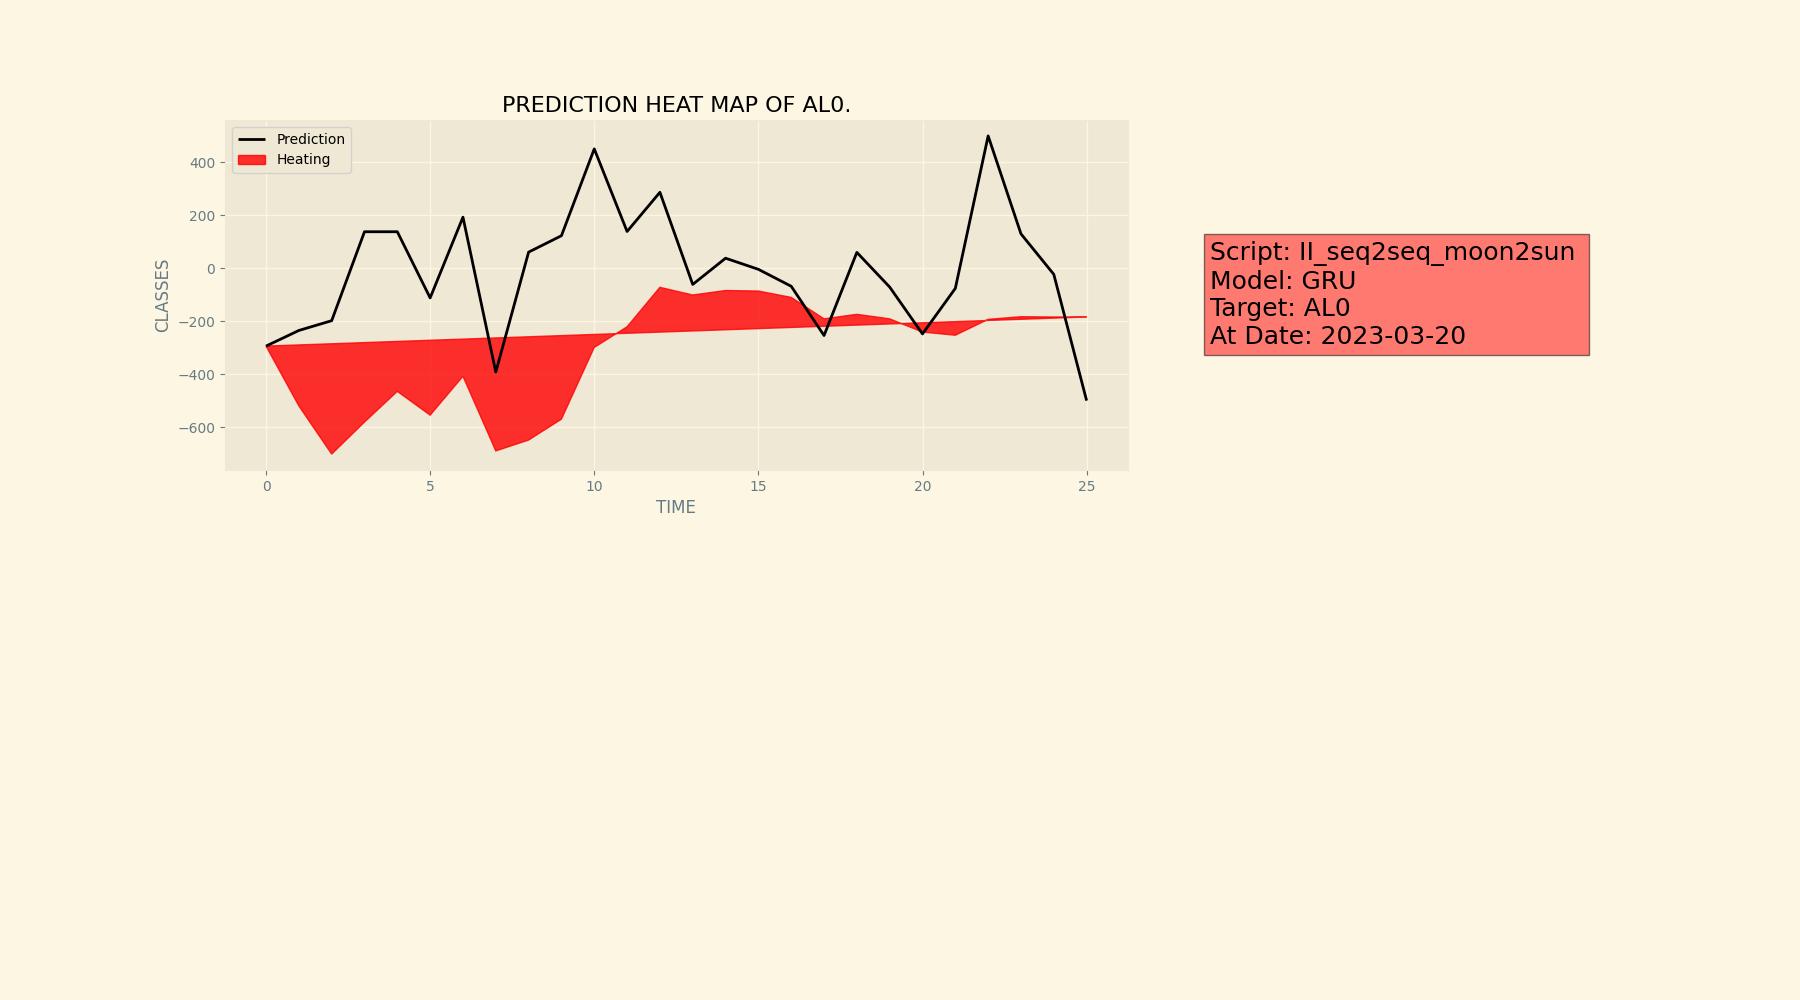 PREDICTION HEAT MAP OF AL0.
Prediction
Heating
CLASSES
400
200
0
−200
−400
−600
0 5 10 15 20 25
TIME
Script: II_seq2seq_moon2sun
Model: GRU
Target: AL0
At Date: 2023-03-20